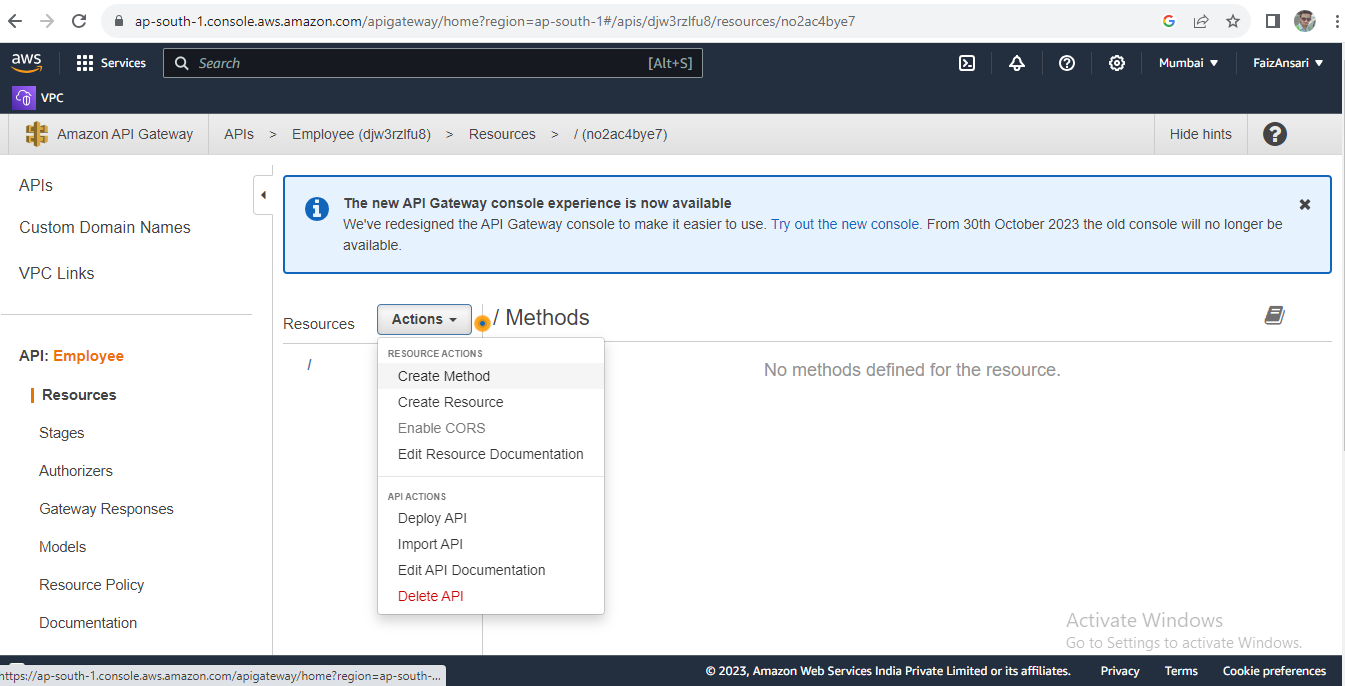 ap-south-1.console.aws.amazon.com/apigateway/home?region=ap-south-1#/apis/djw3rzlfu8/resources/no2ac4bye7
aws Services Search [Alt+S] Mumbai FaizAnsari
VPC
Amazon API Gateway APIs > Employee (djw3rzlfu8) > Resources > / (no2ac4bye7) Hide hints ?
APIs
Custom Domain Names
VPC Links
API: Employee
Resources
Stages
Authorizers
Gateway Responses
Models
Resource Policy
Documentation
The new API Gateway console experience is now available
We've redesigned the API Gateway console to make it easier to use. Try out the new console. From 30th October 2023 the old console will no longer be
available.
Resources Actions / Methods
/
RESOURCE ACTIONS
Create Method
Create Resource
Enable CORS
Edit Resource Documentation
API ACTIONS
Deploy API
Import API
Edit API Documentation
Delete API
No methods defined for the resource.
Activate Windows
Go to Settings to activate Windows.
https://ap-south-1.console.aws.amazon.com/apigateway/home?region=ap-south-...
© 2023, Amazon Web Services India Private Limited or its affiliates. Privacy Terms Cookie preferences